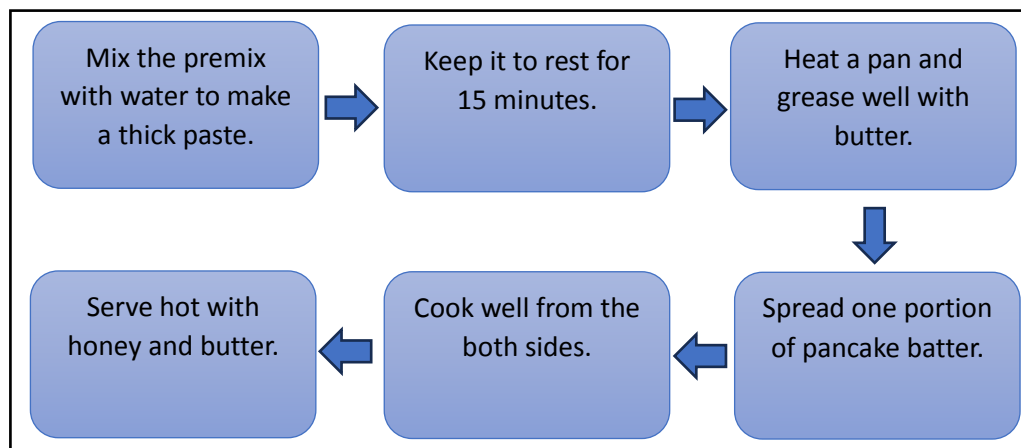 Mix the premix
with water to make
a thick paste.
Keep it to rest for
15 minutes.
Heat a pan and
grease well with
butter.
Spread one portion
of pancake batter.
Cook well from the
both sides.
Serve hot with
honey and butter.